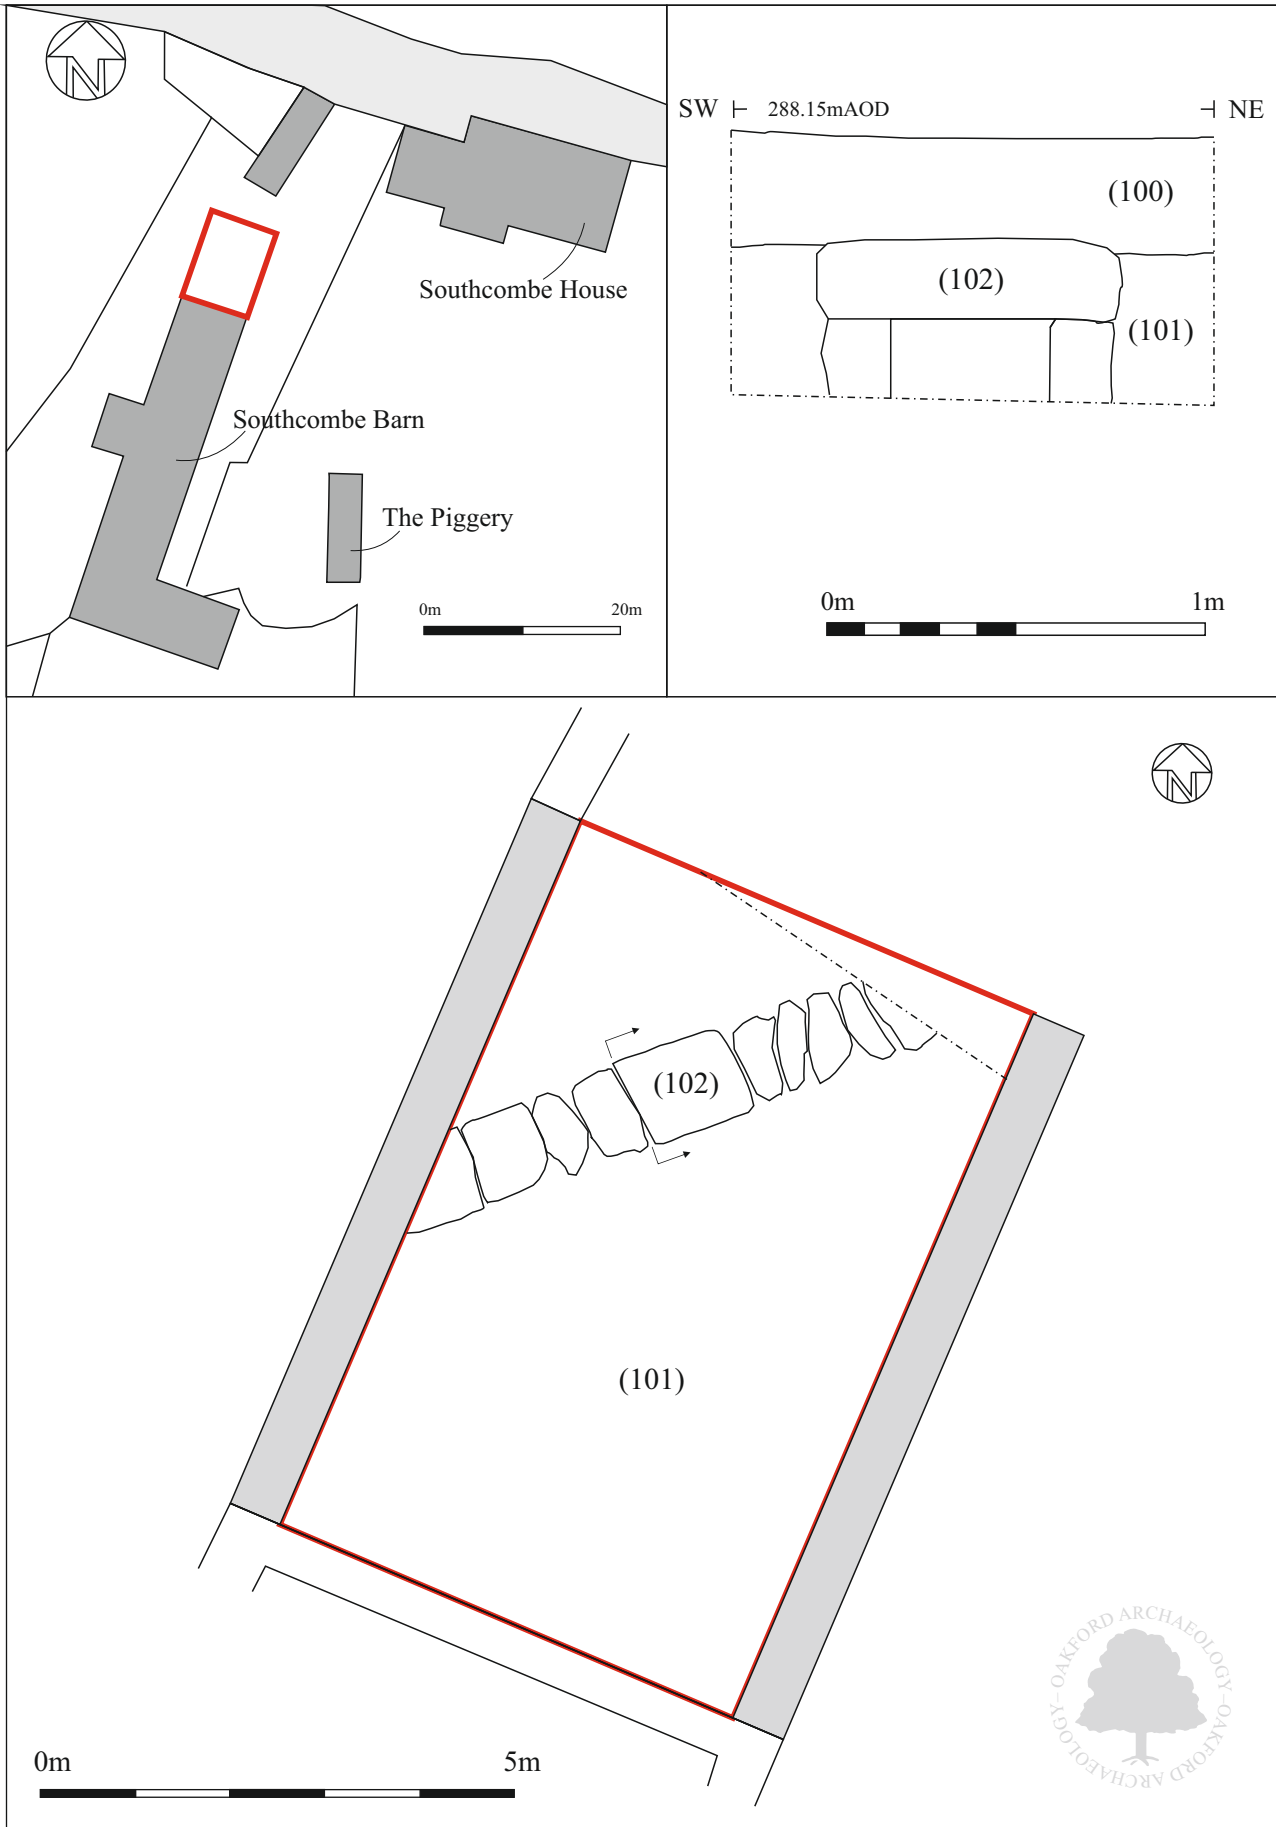 N
Southcombe House
Southcombe Barn
The Piggery
0m 20m
SW 288.15mAOD NE
(100)
(102)
(101)
0m 1m
N
(102)
(101)
0m 5m
OAKFORD ARCHAEOLOGY – OAKFORD ARCHAEOLOGY –